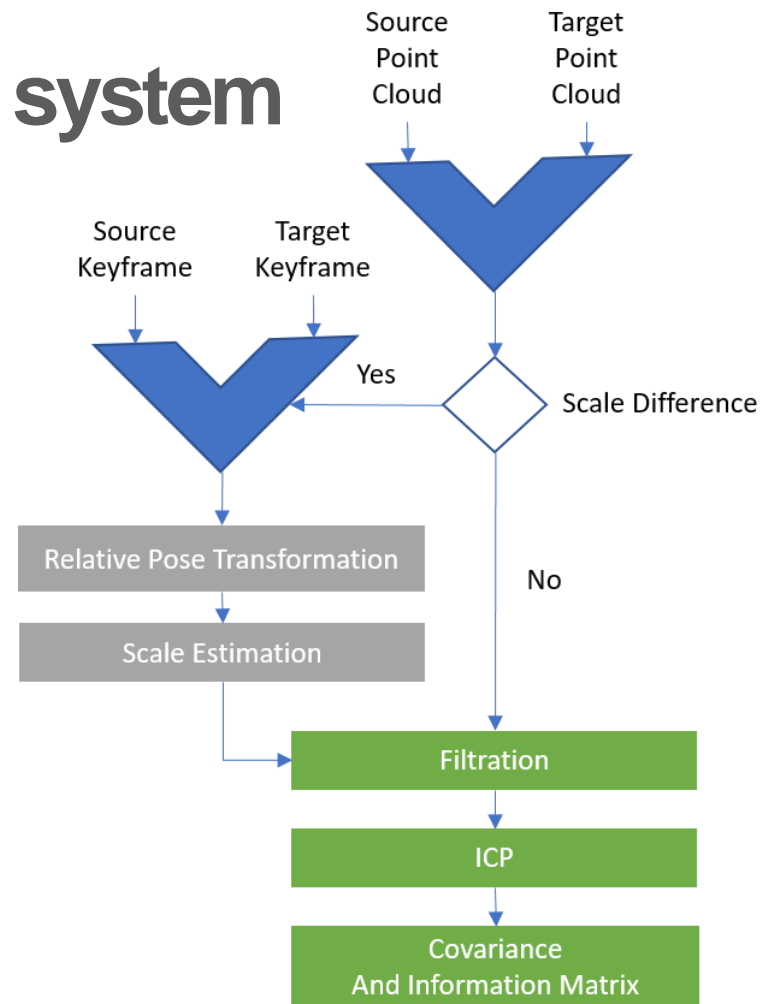 system
Source
Point
Cloud
Target
Point
Cloud
Source
Keyframe
Target
Keyframe
Yes
Scale Difference
Relative Pose Transformation
No
Scale Estimation
Filtration
ICP
Covariance
And Information Matrix